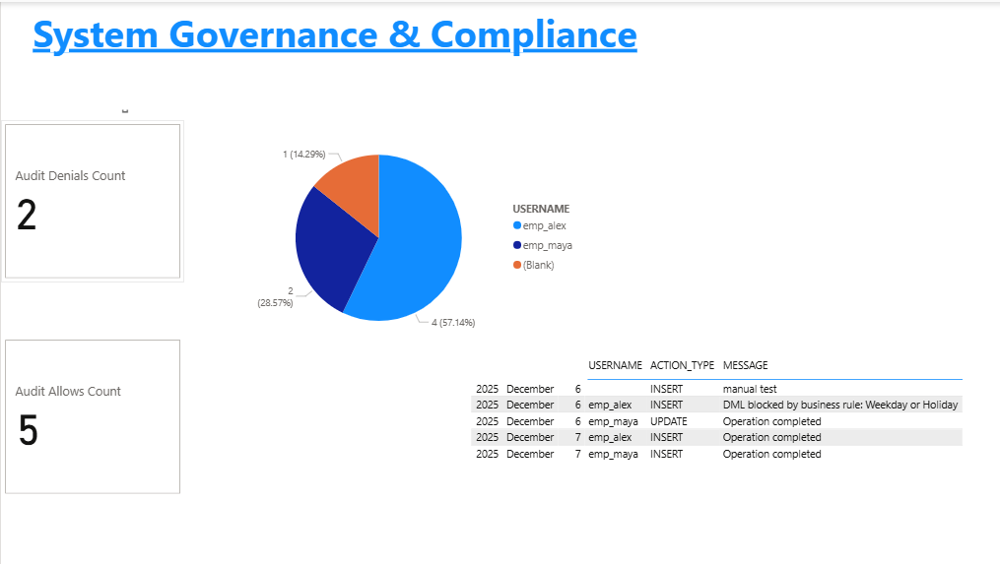 System Governance & Compliance
Audit Denials Count
2
1 (14.29%)
2
(28.57%)
4 (57.14%)
USERNAME
emp_alex
emp_maya
(Blank)
Audit Allows Count
5
USERNAME ACTION_TYPE MESSAGE
2025 December 6 INSERT manual test
2025 December 6 emp_alex INSERT DML blocked by business rule: Weekday or Holiday
2025 December 6 emp_maya UPDATE Operation completed
2025 December 7 emp_alex INSERT Operation completed
2025 December 7 emp_maya INSERT Operation completed